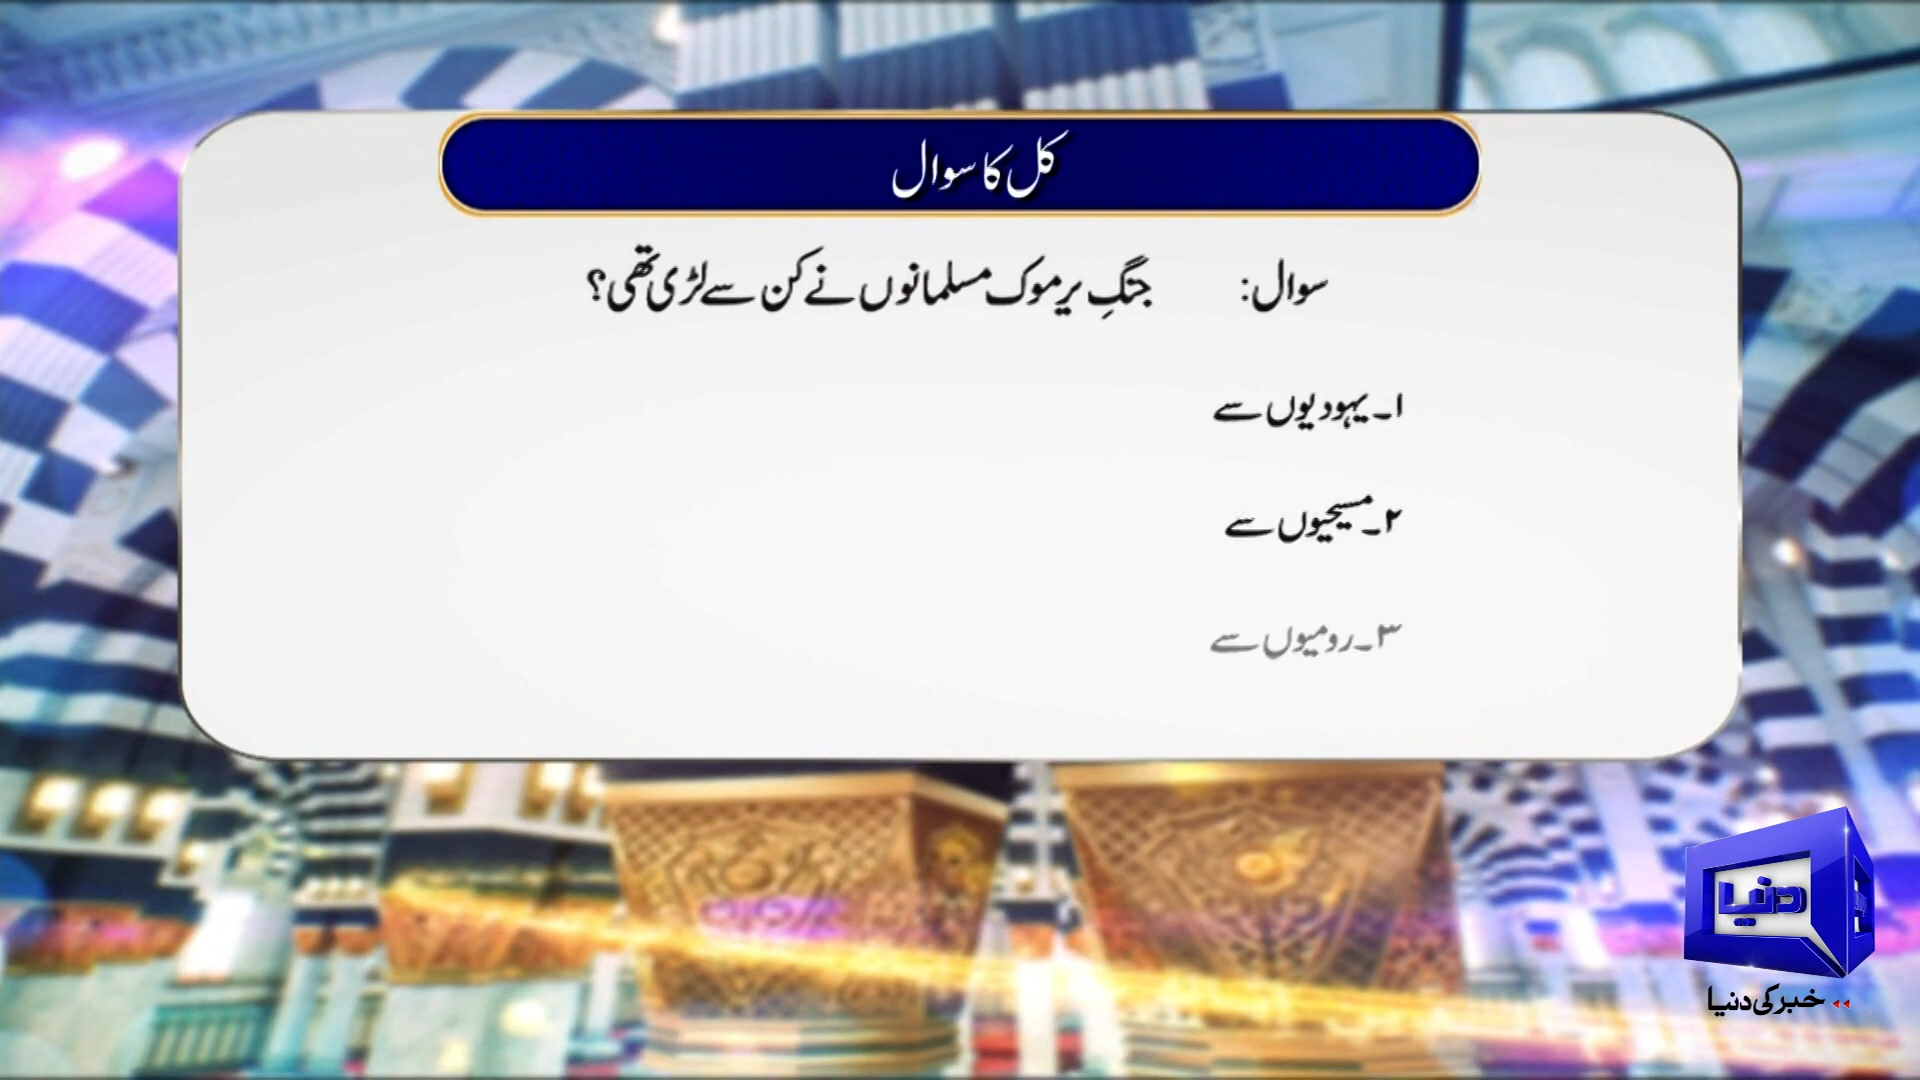 کل کا سوال
سوال: جنگِ یرموک مسلمانوں نے کن سے لڑی تھی؟
۱۔ یہودیوں سے
۲۔ مسیحیوں سے
۳۔ رومیوں سے
دنیا
خبر کی دنیا